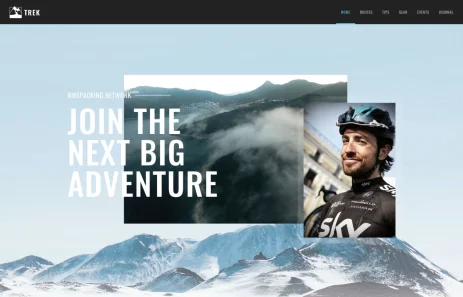 TREK
HOME
ROUTES
TIPS
GEAR
EVENTS
JOURNAL
BIKEPACKING NETWORK
JOIN THE
NEXT BIG
ADVENTURE
SKY